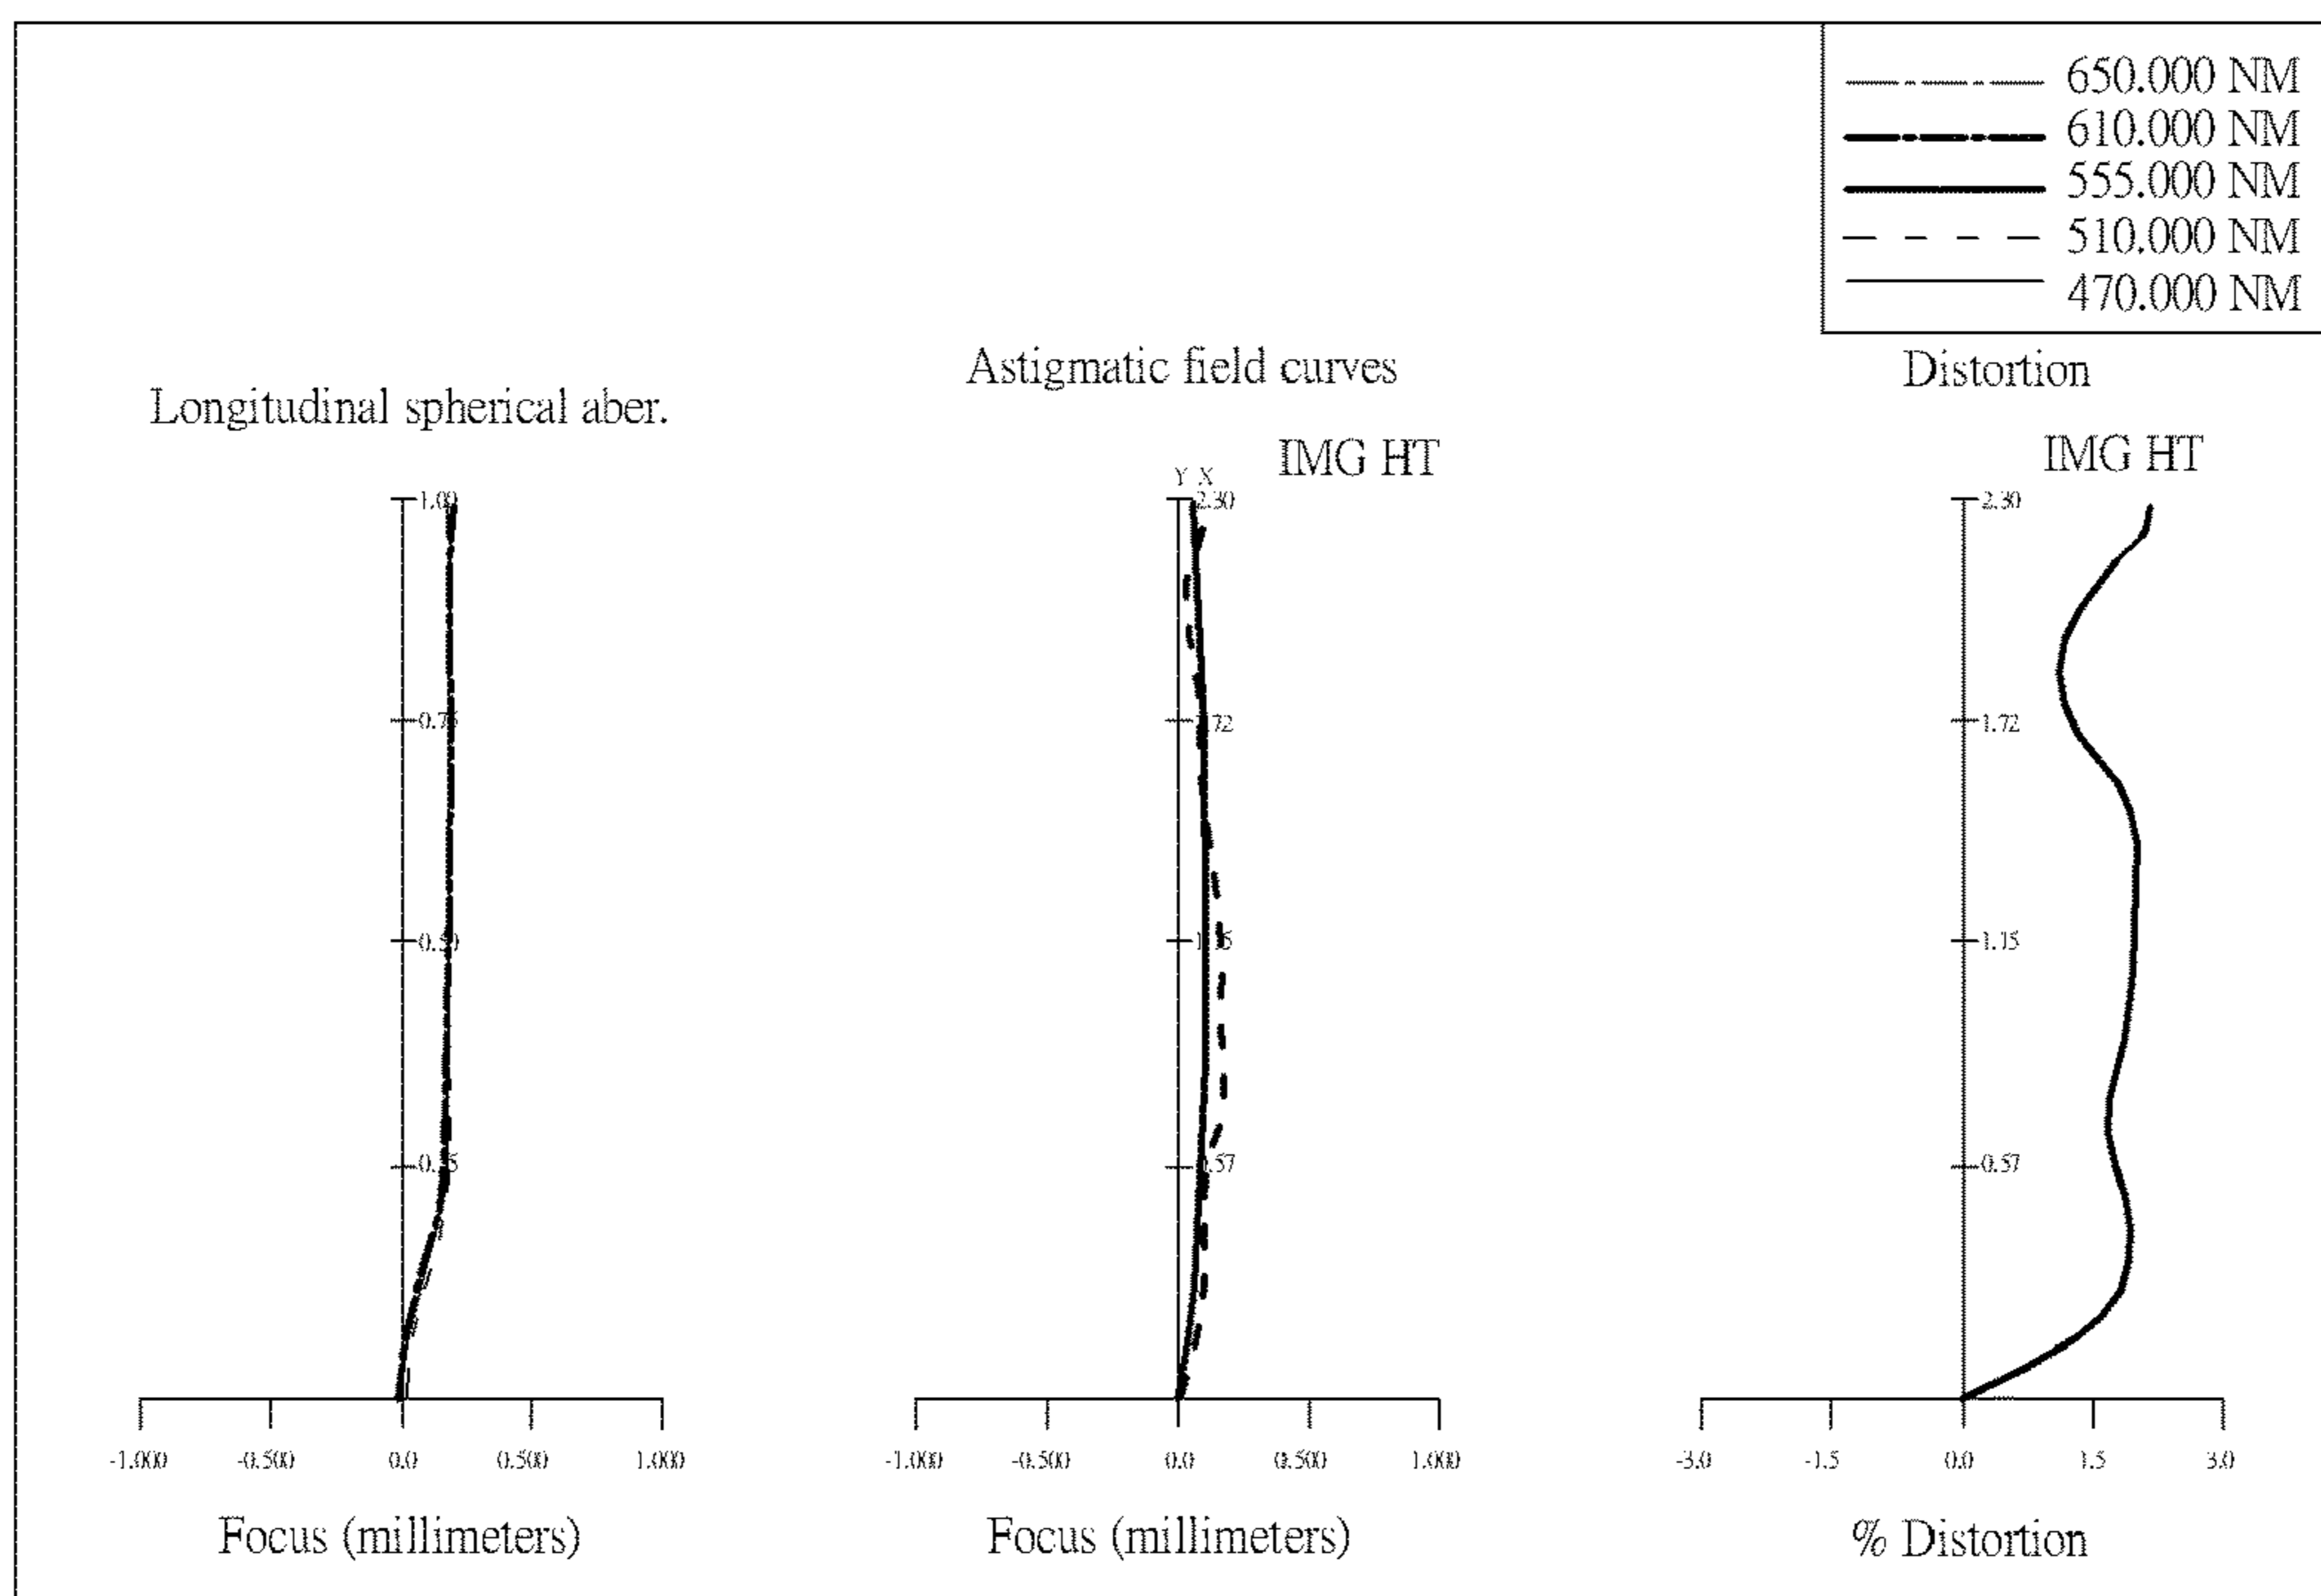 650.000 NM
610.000 NM
555.000 NM
510.000 NM
470.000 NM
Longitudinal spherical aber.
Astigmatic field curves
Distortion
IMG HT
IMG HT
Y X
1.00
2.30
2.30
1.72
1.15
0.57
-1.000 -0.500 0.0 0.500 1.000
-1.000 -0.500 0.0 0.500 1.000
-3.0 -1.5 0.0 1.5 3.0
Focus (millimeters)
Focus (millimeters)
% Distortion